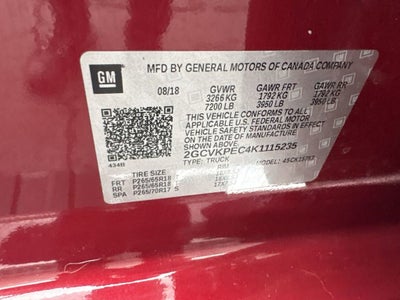 GM
MFD BY GENERAL MOTORS OF CANADA COMPANY
08/18 GVWR GAWR FRT GAWR RR
3266 KG 1792 KG 1792 KG
7200 LB 3950 LB 3950 LB
THIS VEHICLE CONFORMS TO ALL
APPLICABLE U.S. FEDERAL MOTOR
VEHICLE SAFETY STANDARDS IN EFFECT
ON THE DATE OF MANUFACTURE
2GCVKPEC4K1115235
TYPE: TRUCK
434B TIRE SIZE
FRT P265/65R18
RR P265/65R18
SPA P265/70R17 S